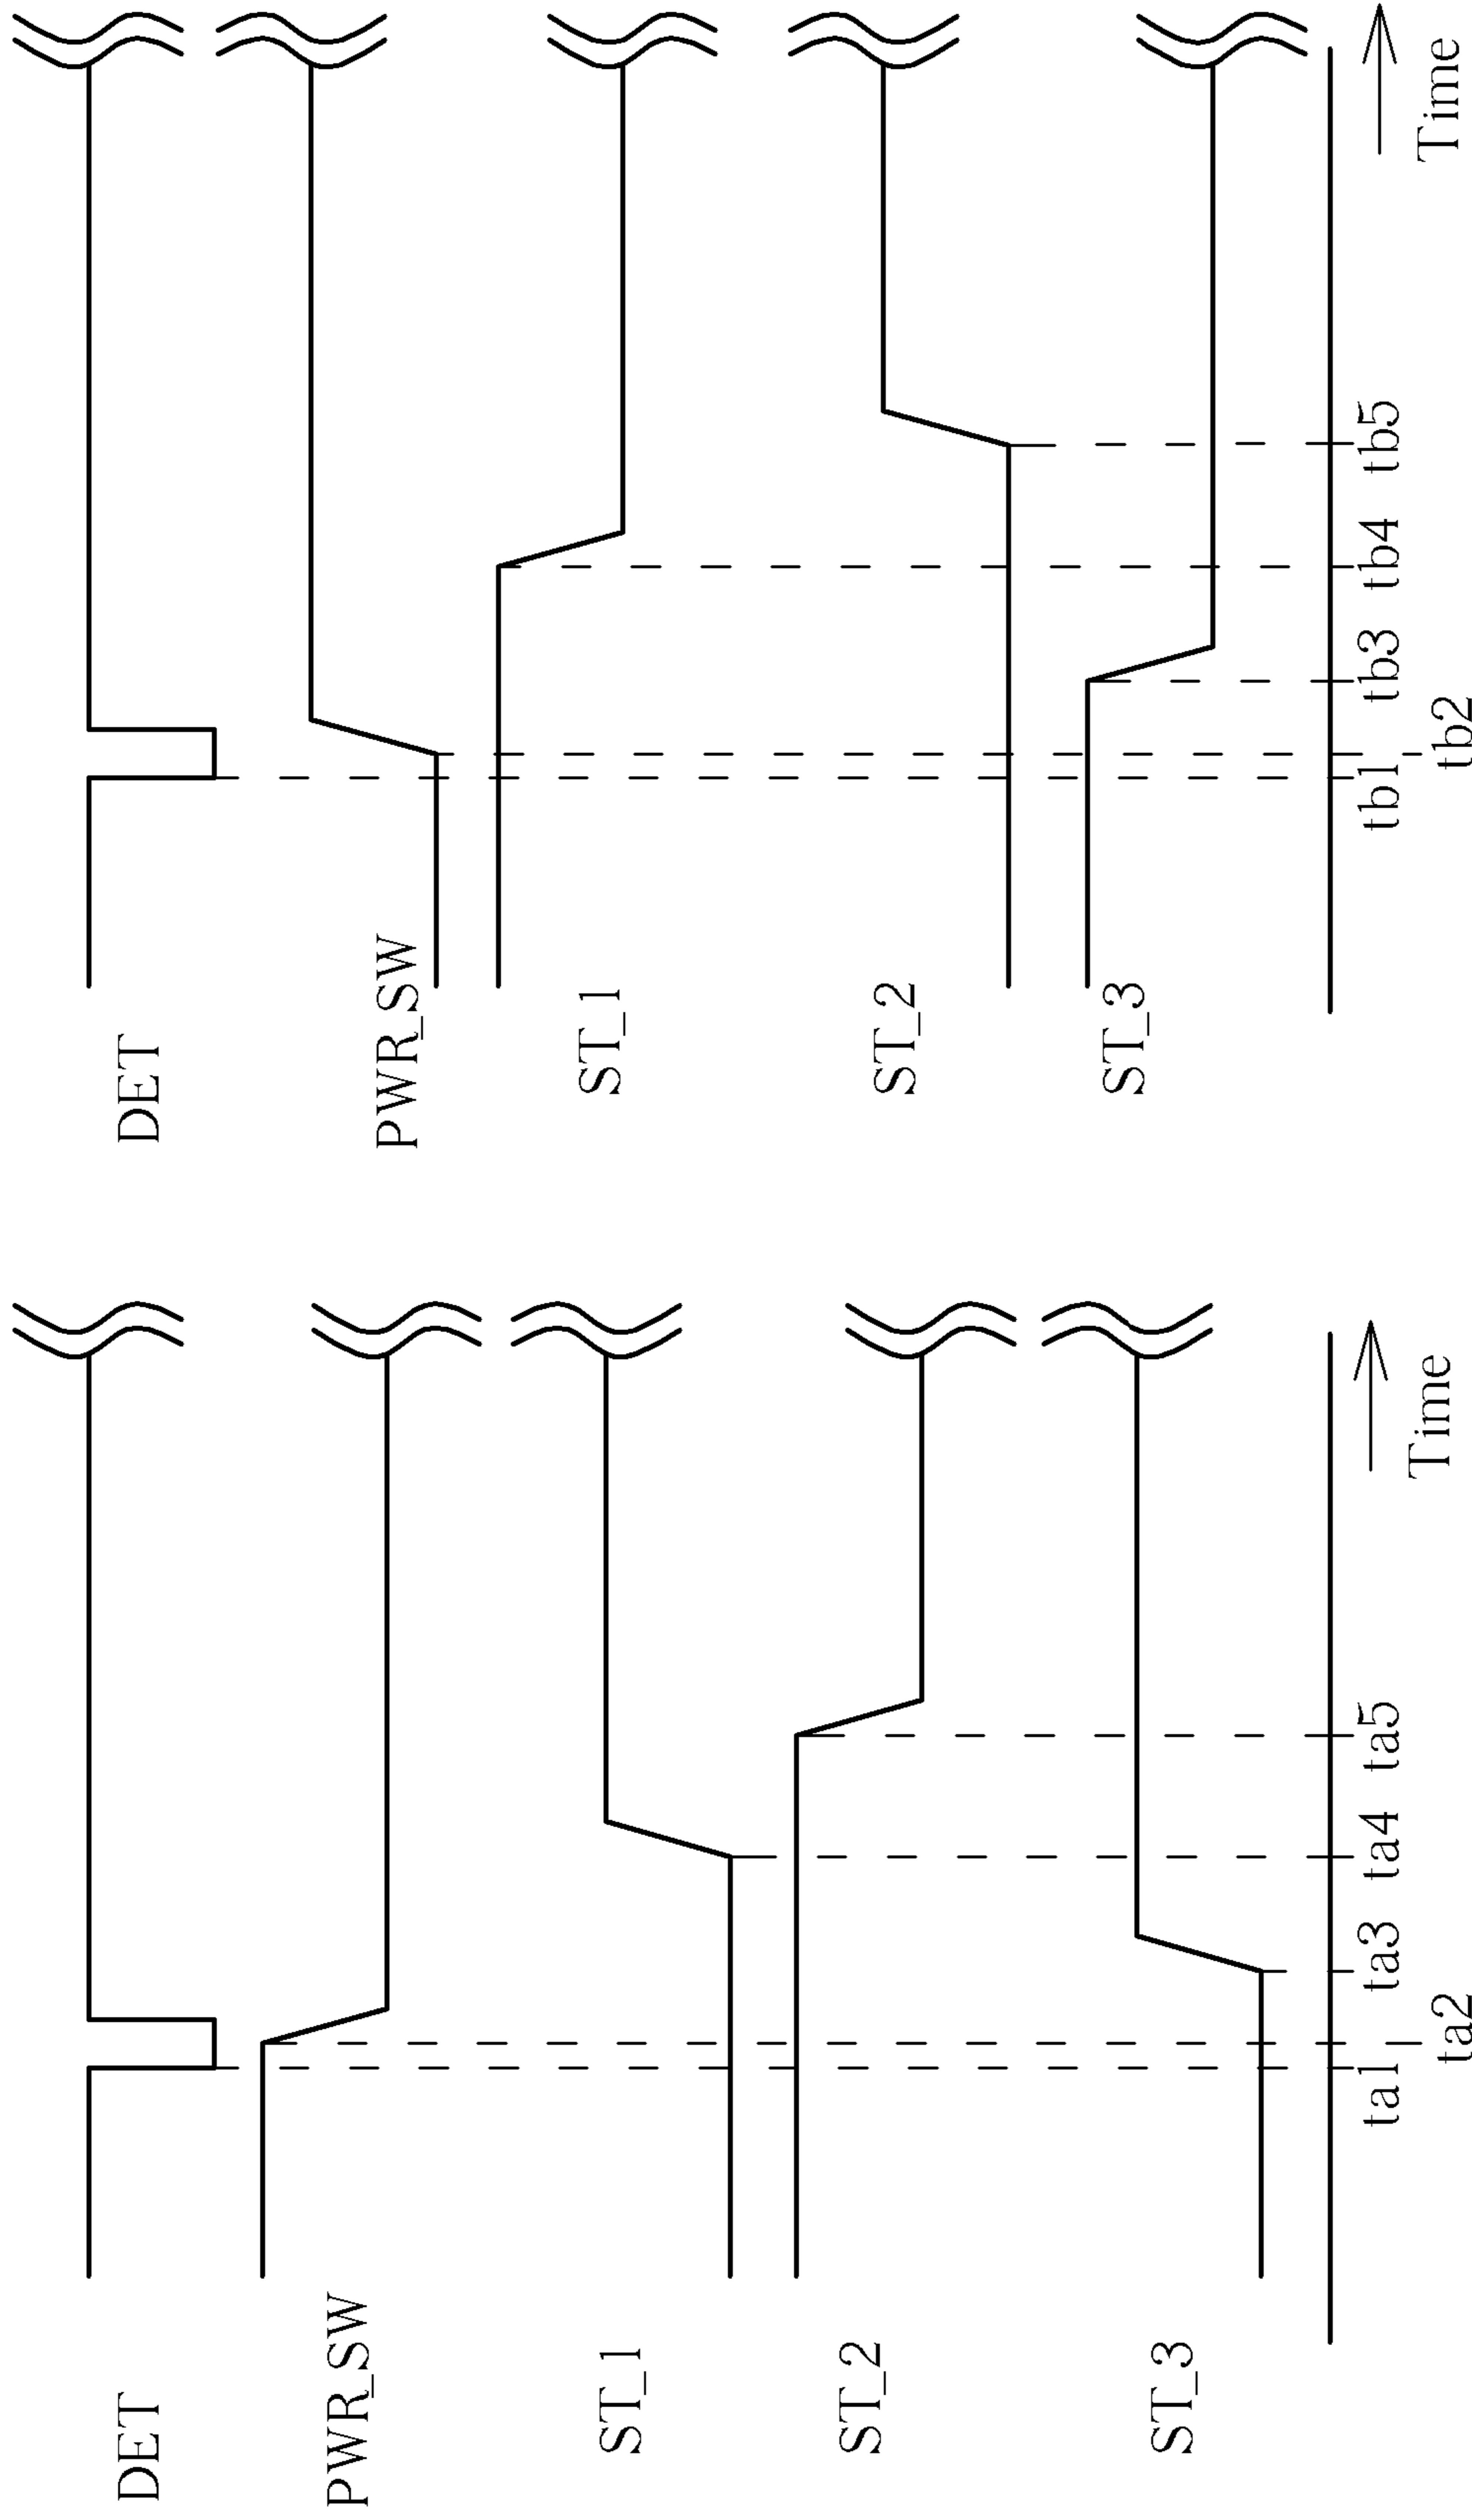 DET
PWR_SW
ST_1
ST_2
ST_3
ta1 ta3 ta4 ta5
ta2
Time
DET
PWR_SW
ST_1
ST_2
ST_3
tb1 tb3 tb4 tb5
tb2
Time